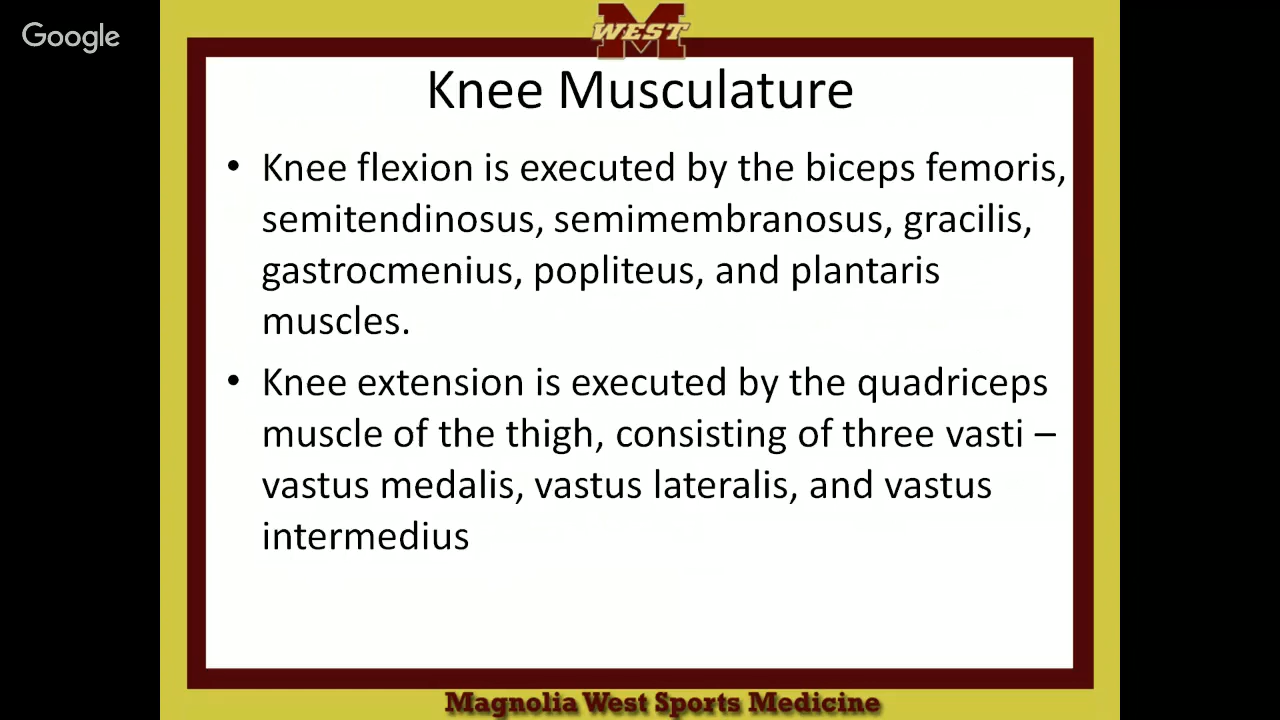 Google
M
WEST
Knee Musculature
• Knee flexion is executed by the biceps femoris,
semitendinosus, semimembranosus, gracilis,
gastrocmenius, popliteus, and plantaris
muscles.
• Knee extension is executed by the quadriceps
muscle of the thigh, consisting of three vasti –
vastus medalis, vastus lateralis, and vastus
intermedius
Magnolia West Sports Medicine